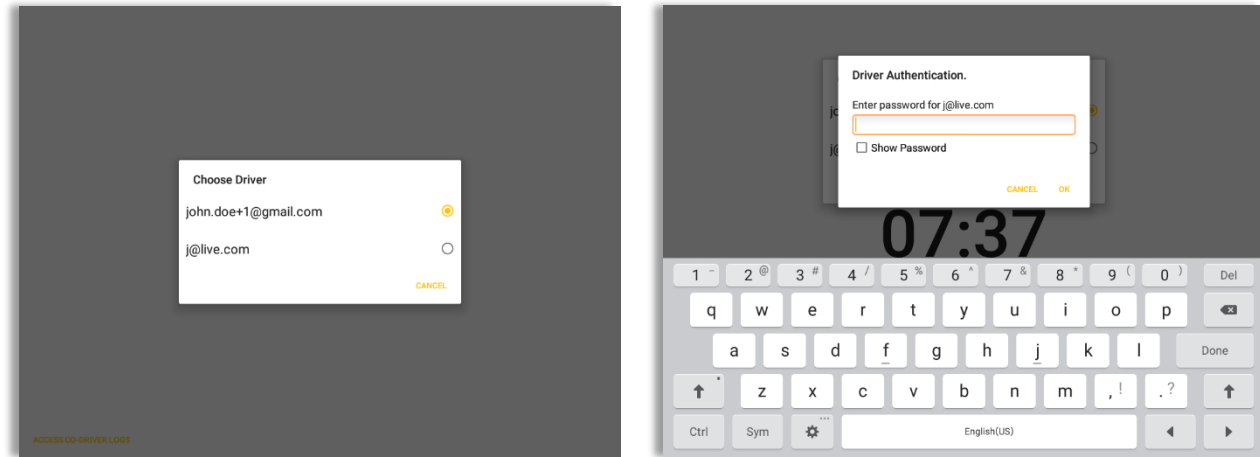 Choose Driver
john.doe+1@gmail.com
j@live.com
CANCEL
ACCESS CO-DRIVER LOGS
Driver Authentication.
Enter password for j@live.com
Show Password
CANCEL OK
07:37
1 - 2 @ 3 # 4 / 5 % 6 ^ 7 & 8 * 9 ( 0 ) Del
q w e r t y u i o p
a s d f g h j k l Done
z x c v b n m , ! . ?
Ctrl Sym English(US)